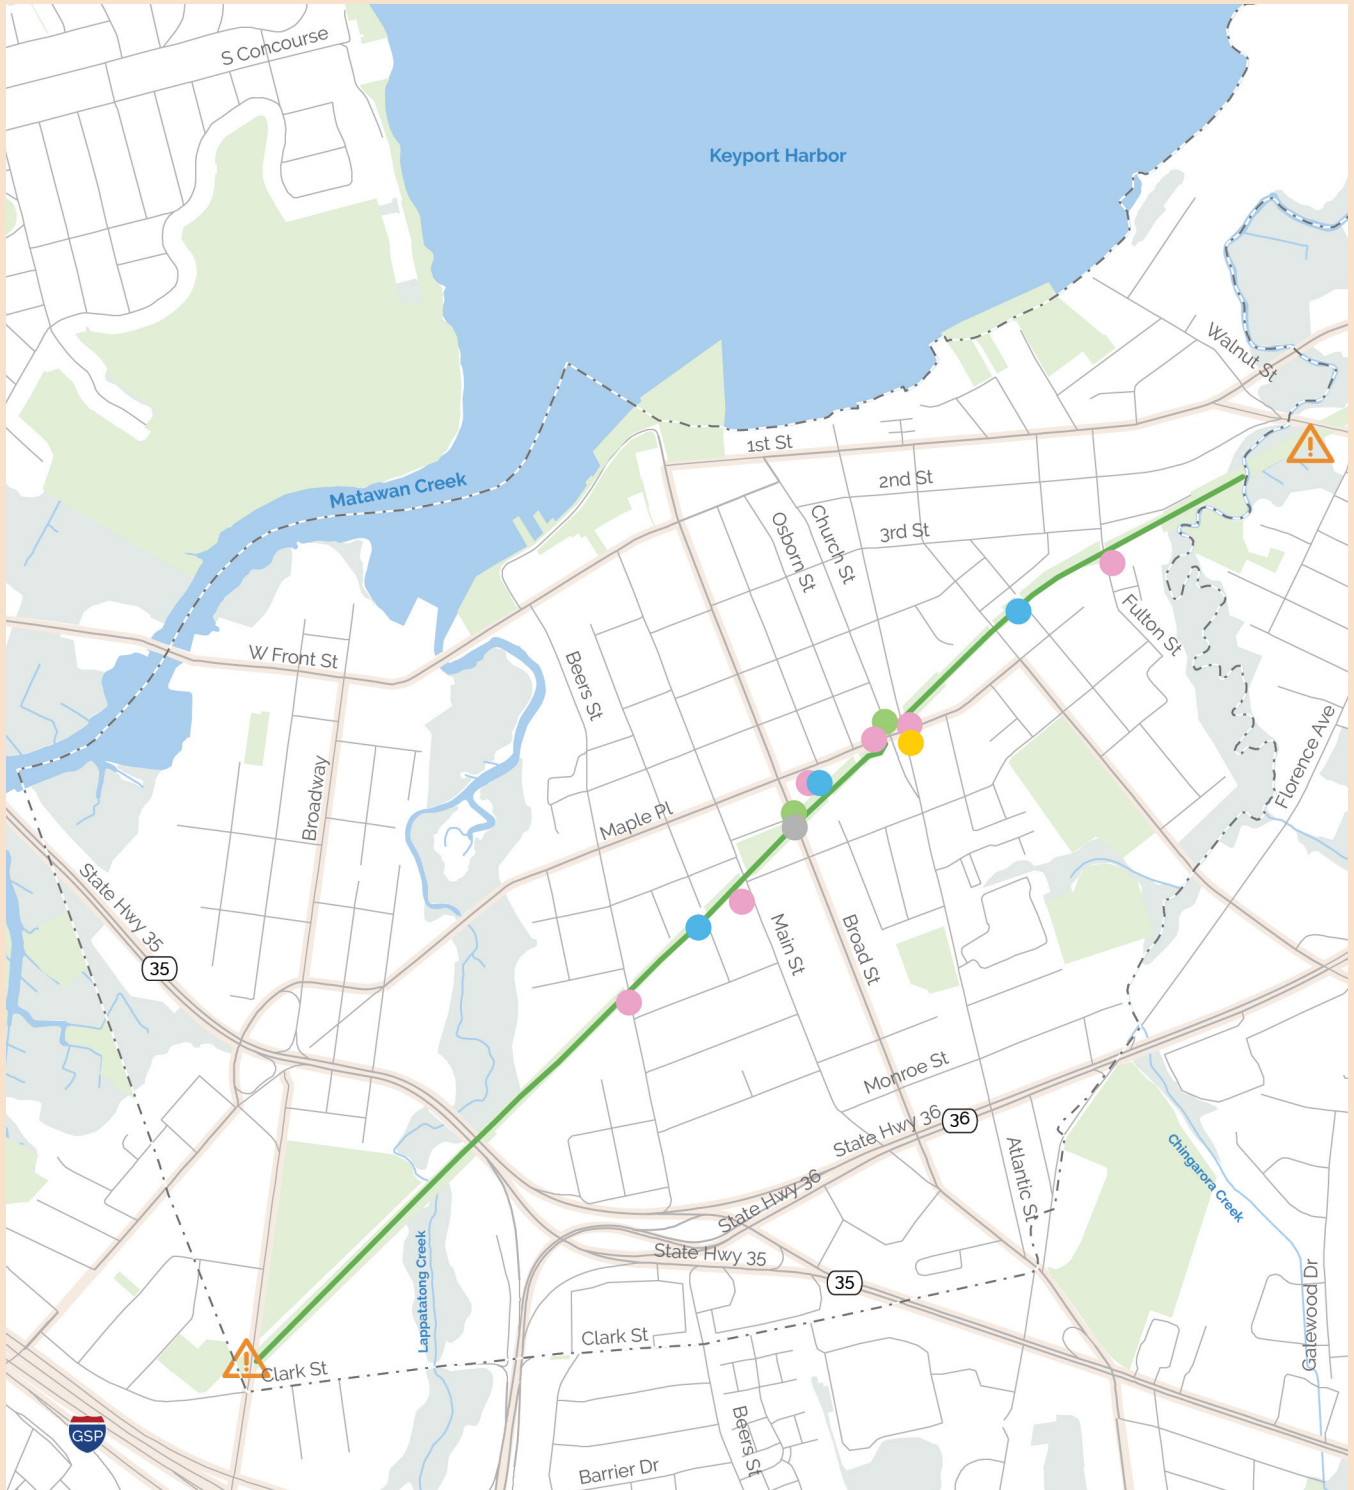 S Concourse
Keyport Harbor
Walnut St
1st St
2nd St
Matawan Creek
Osborn St
Church St
3rd St
Fulton St
W Front St
Beers St
Florence Ave
Broadway
Maple Pl
State Hwy 35
35
Main St
Broad St
Monroe St
State Hwy 36
36
Atlantic St
Chingarora Creek
State Hwy 36
State Hwy 35
35
Lappatatong Creek
Gatewood Dr
Clark St
Clark St
GSP
Beers St
Barrier Dr